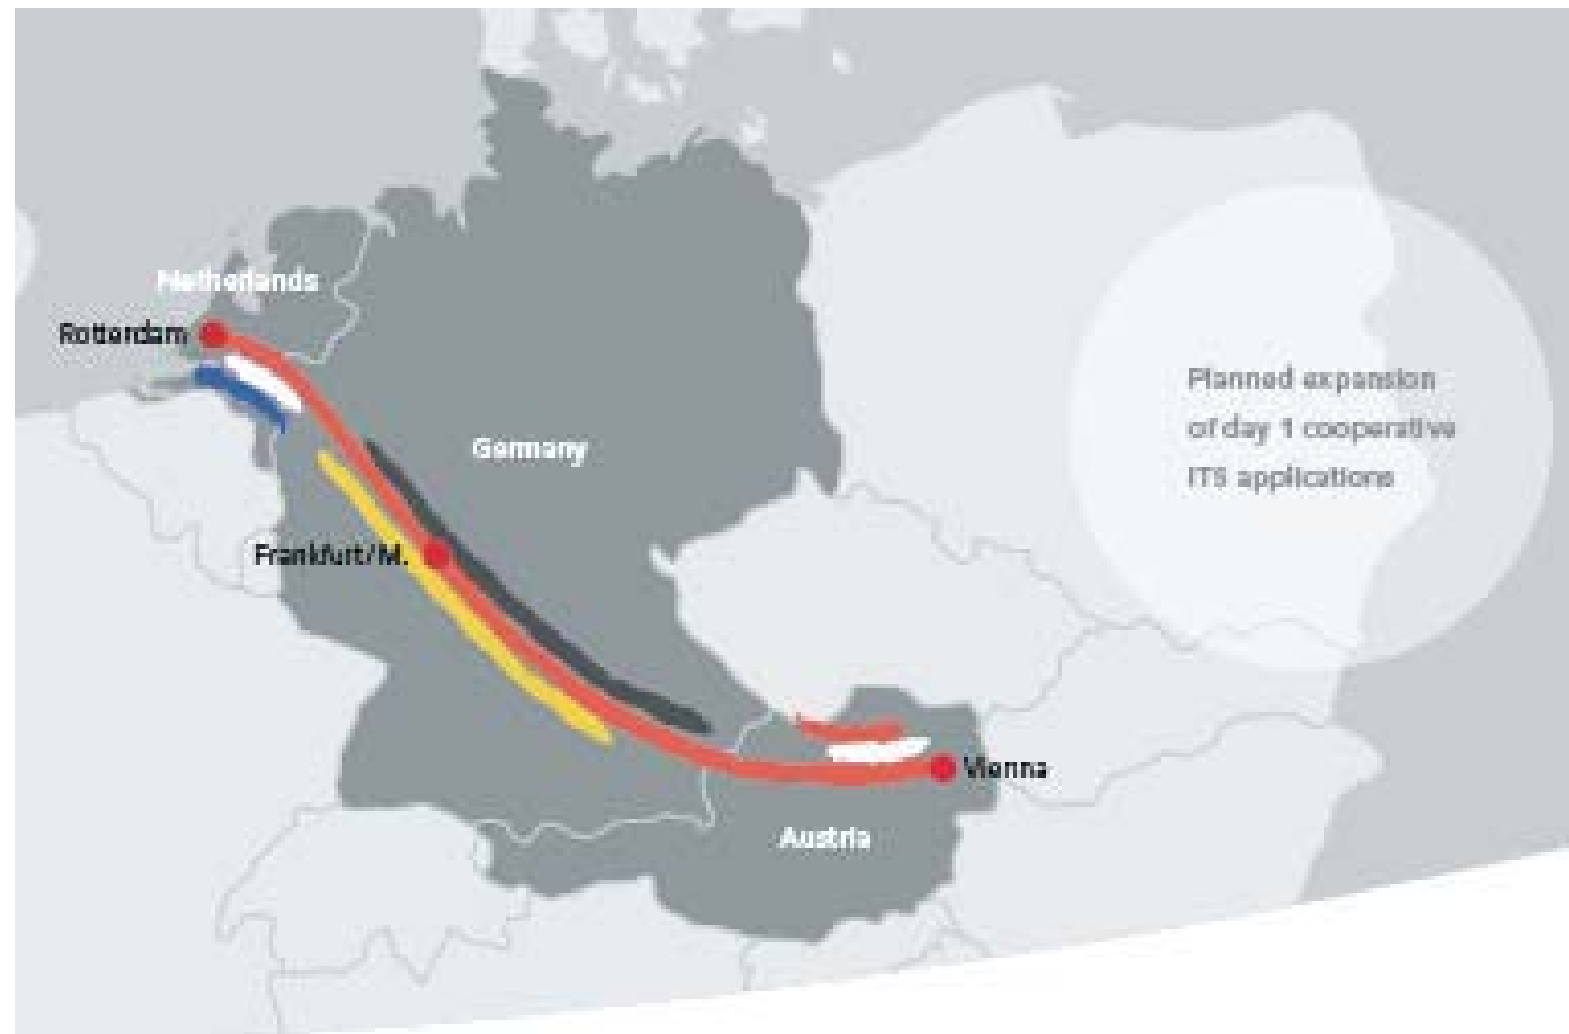 Netherlands
Rotterdam
Germany
Frankfurt/M.
Vienna
Austria
Planned expansion
of day 1 cooperative
ITS applications